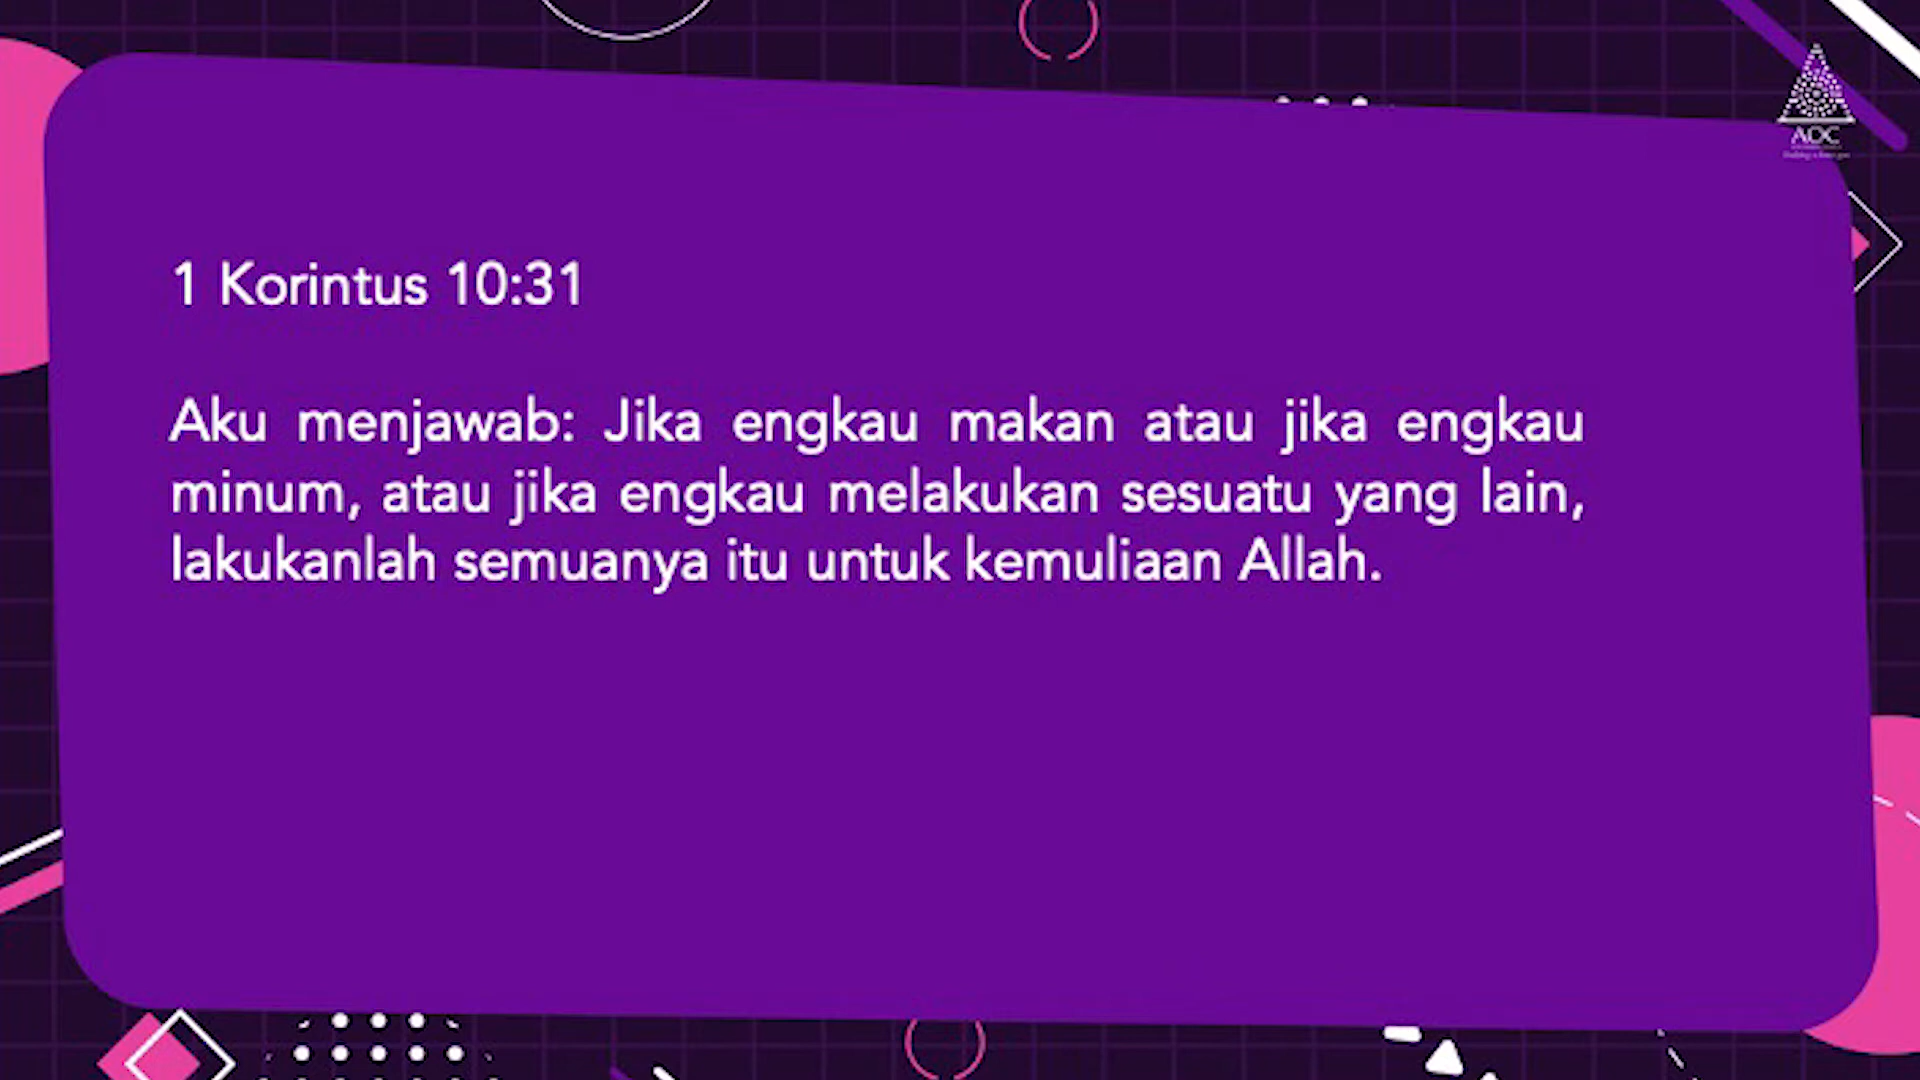 AOC
1 Korintus 10:31
Aku menjawab: Jika engkau makan atau jika engkau
minum, atau jika engkau melakukan sesuatu yang lain,
lakukanlah semuanya itu untuk kemuliaan Allah.